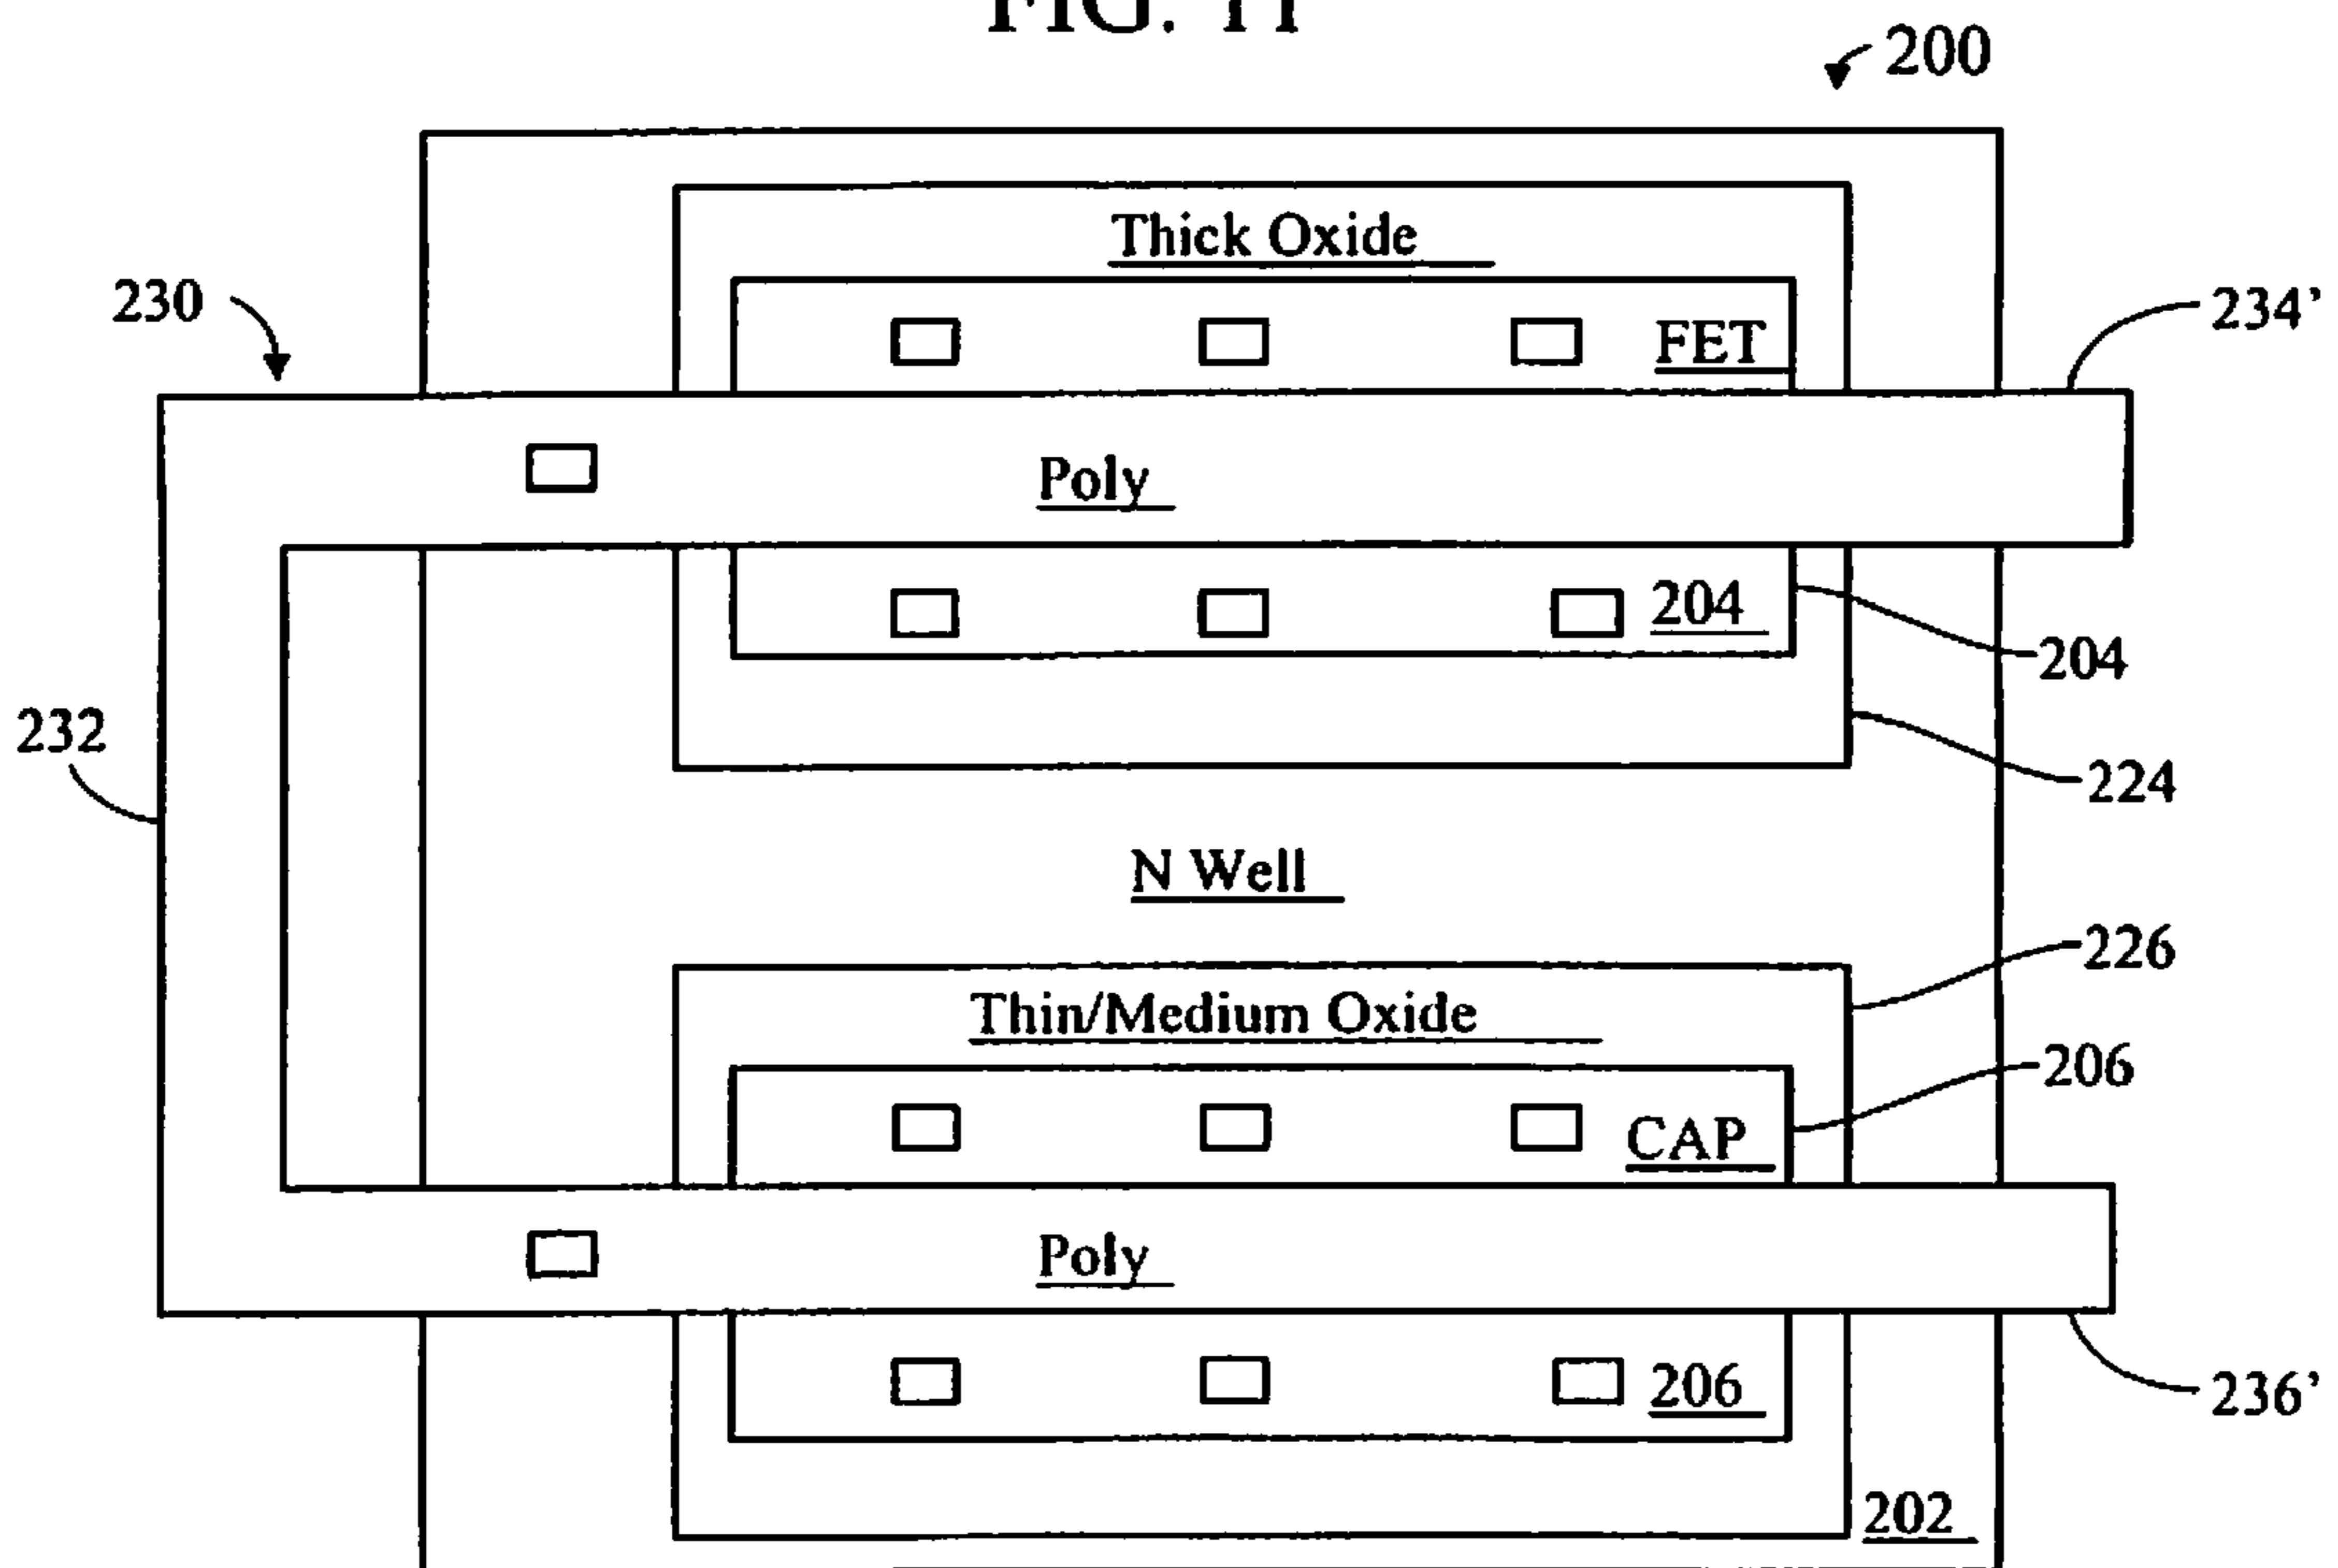 FIG. 11
200
Thick Oxide
230
234'
FET
Poly
204
204
232
224
N Well
226
Thin/Medium Oxide
206
CAP
Poly
206
236'
202